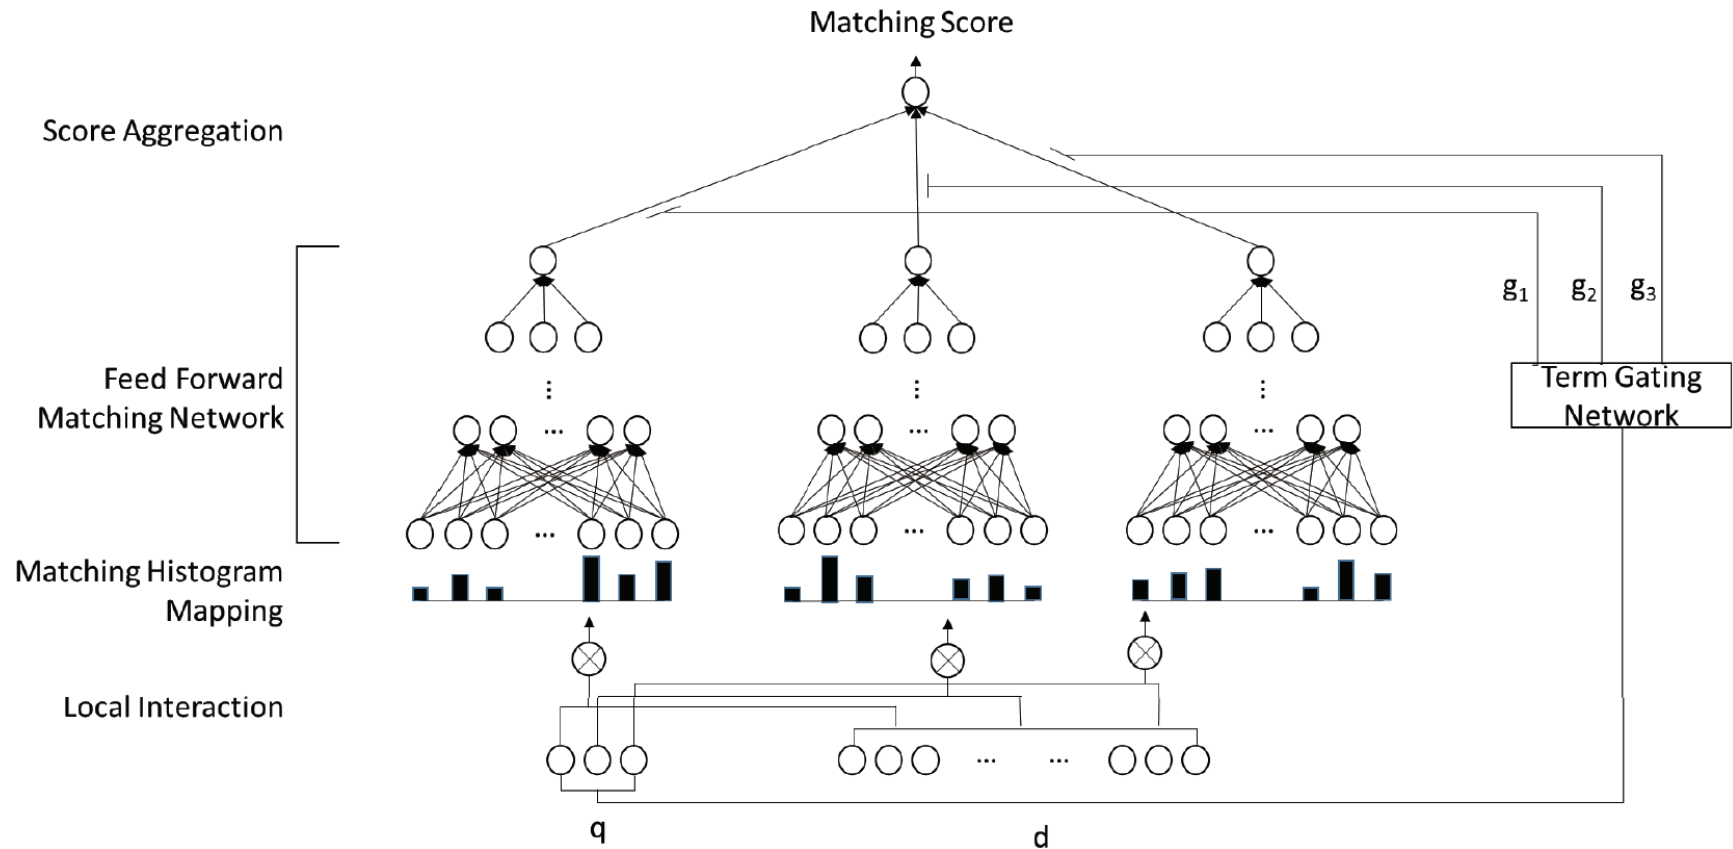 Matching Score
Score Aggregation
g1
g2
g3
Feed Forward
Matching Network
Term Gating
Network
...
...
...
...
...
...
...
...
...
...
...
...
Matching Histogram
Mapping
Local Interaction
...
...
q
d